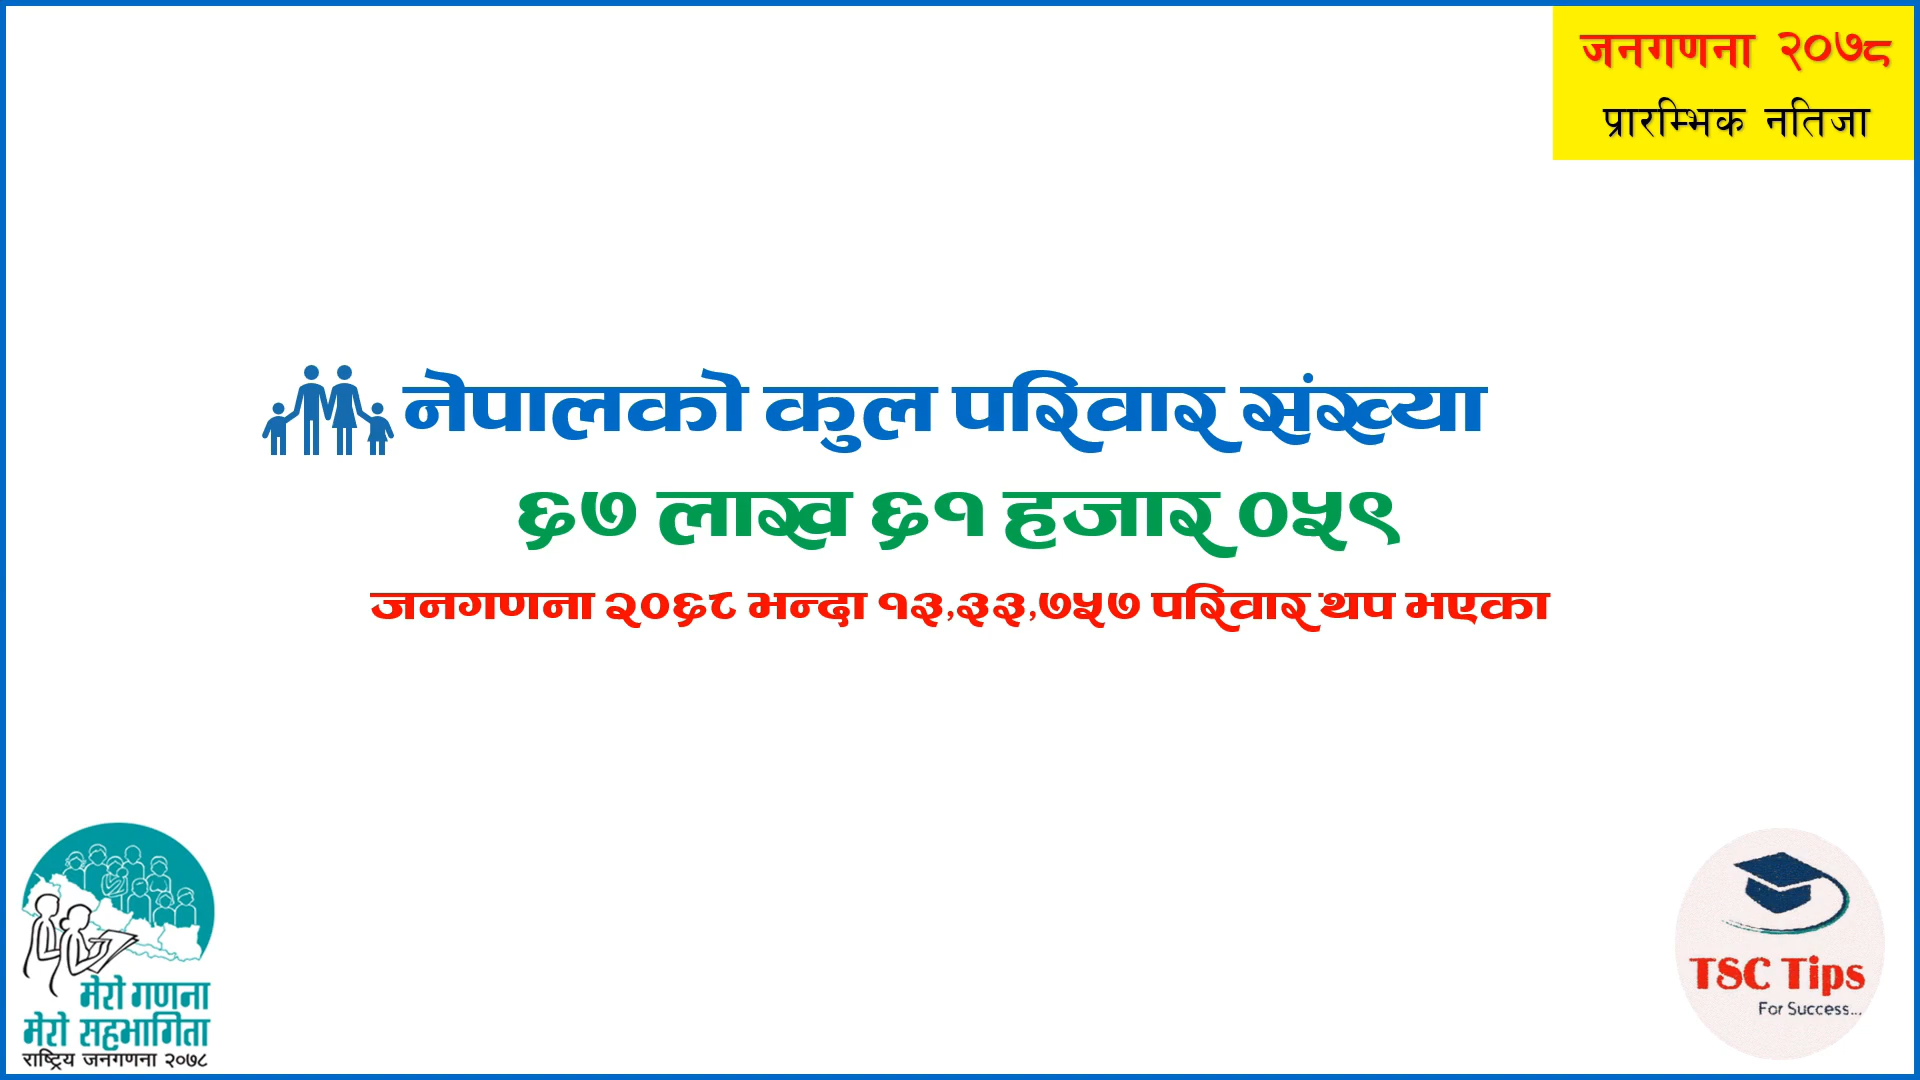 जनगणना २०७८
प्रारम्भिक नतिजा
नेपालको कुल परिवार संख्या
६७ लाख ६१ हजार ०५९
जनगणना २०६८ भन्दा १३,३३,७५७ परिवार थप भएका
मेरो गणना
मेरो सहभागिता
राष्ट्रिय जनगणना २०७८
TSC Tips
For Success...